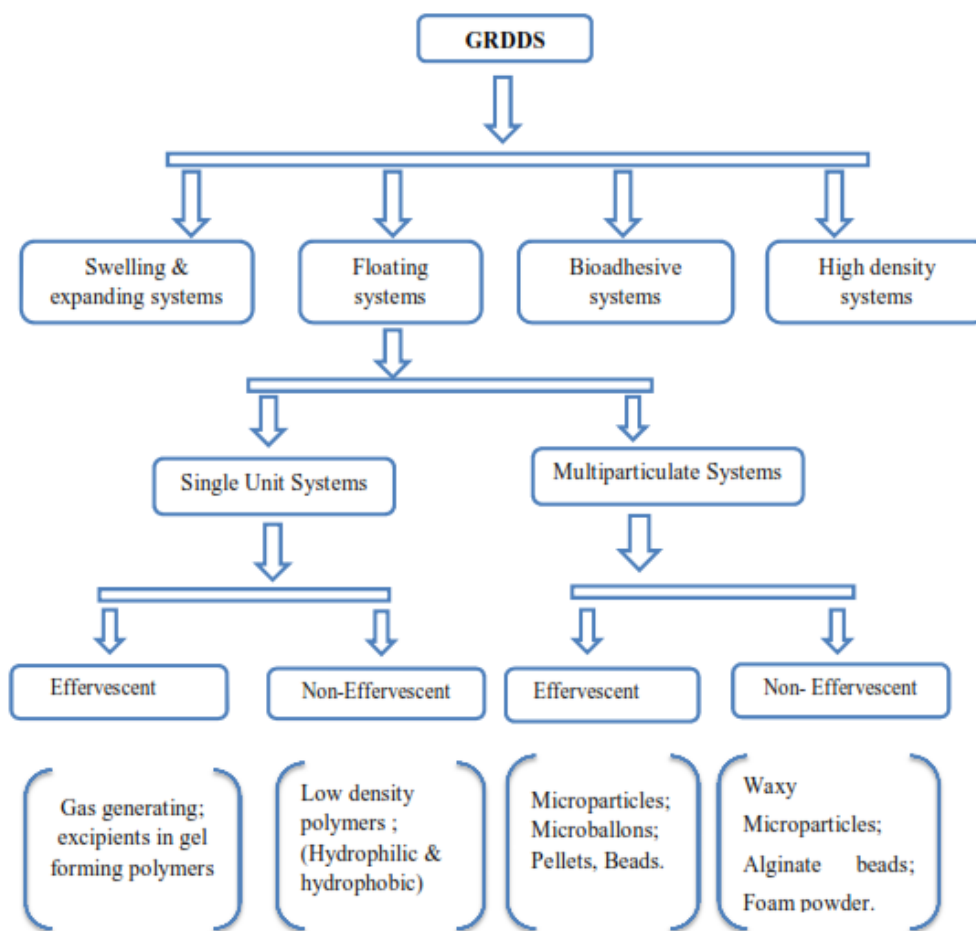 GRDDS
Swelling &
expanding systems
Floating
systems
Bioadhesive
systems
High density
systems
Single Unit Systems
Multiparticulate Systems
Effervescent
Non-Effervescent
Effervescent
Non- Effervescent
Gas generating;
excipients in gel
forming polymers
Low density
polymers ;
(Hydrophilic &
hydrophobic)
Microparticles;
Microballons;
Pellets, Beads.
Waxy
Microparticles;
Alginate beads;
Foam powder.